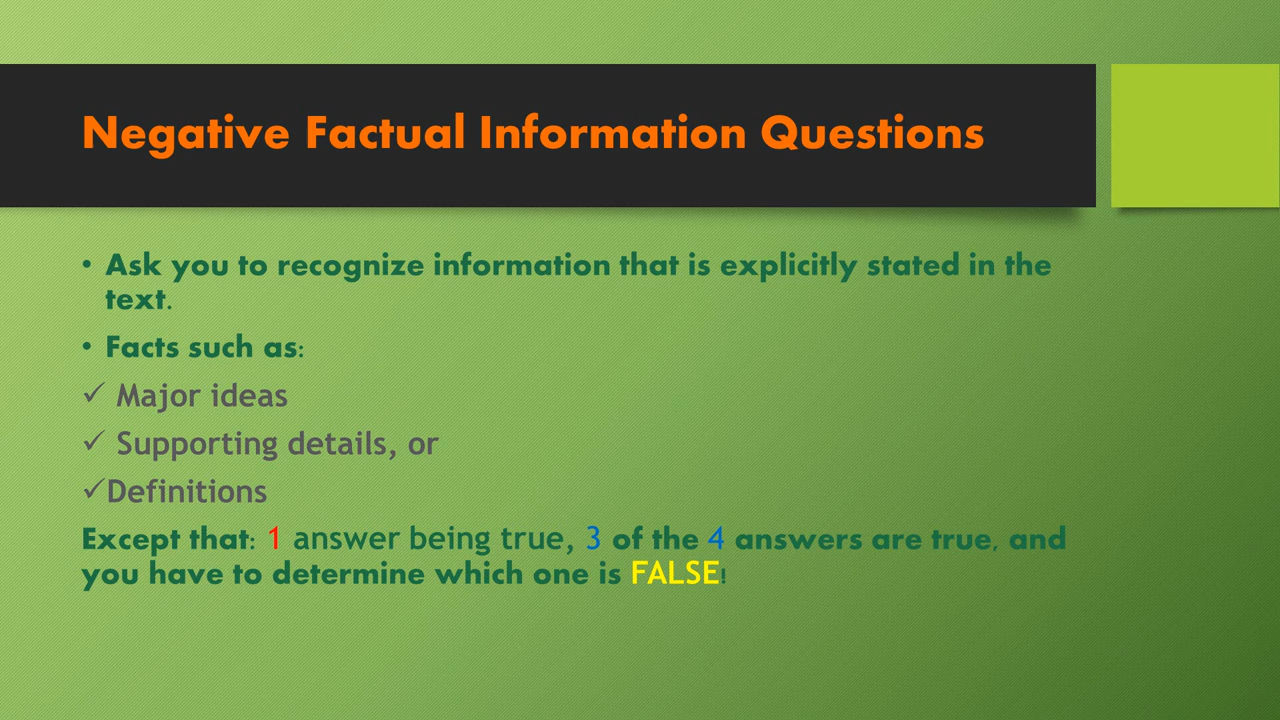 Negative Factual Information Questions
• Ask you to recognize information that is explicitly stated in the
text.
• Facts such as:
✓ Major ideas
✓ Supporting details, or
✓Definitions
Except that: 1 answer being true, 3 of the 4 answers are true, and
you have to determine which one is FALSE!